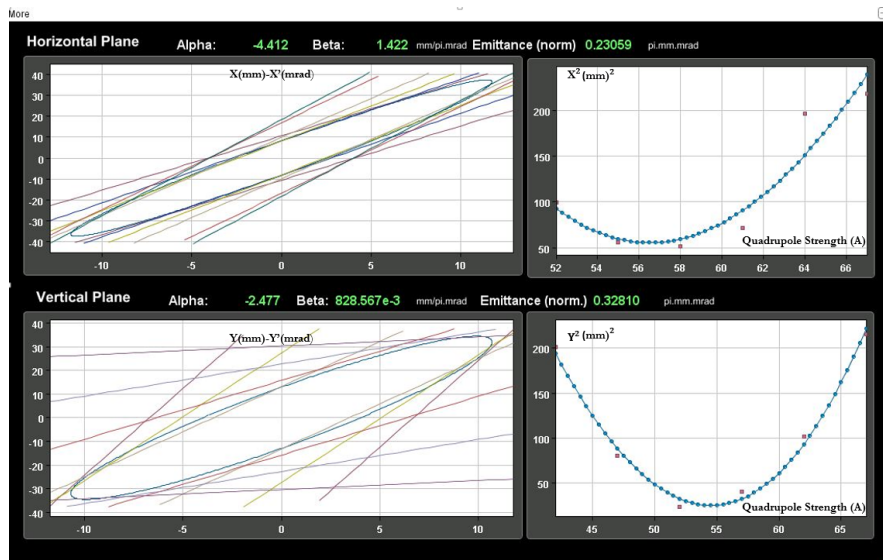 More
Horizontal Plane Alpha: -4.412 Beta: 1.422 mm/pi.mrad Emittance (norm) 0.23059 pi.mm.mrad
X(mm)-X'(mrad)
40
30
20
10
0
-10
-20
-30
-40
-10 -5 0 5 10
X² (mm)²
200
150
100
50
Quadrupole Strength (A)
52 54 56 58 60 62 64 66
Vertical Plane Alpha: -2.477 Beta: 828.567e-3 mm/pi.mrad Emittance (norm.) 0.32810 pi.mm.mrad
Y(mm)-Y'(mrad)
40
30
20
10
0
-10
-20
-30
-40
-10 -5 0 5 10
Y² (mm)²
200
150
100
50
Quadrupole Strength (A)
45 50 55 60 65